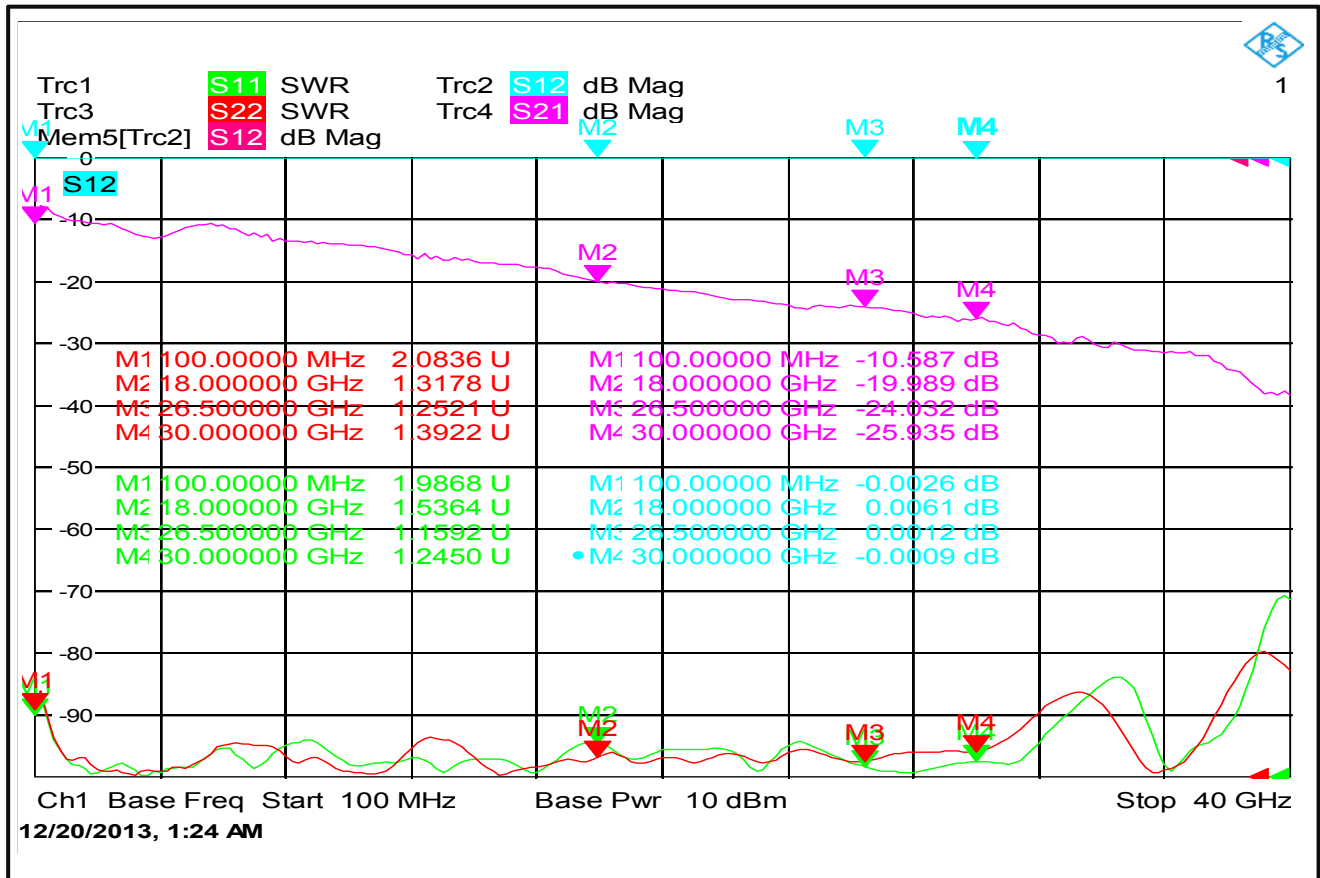 Trc1 S11 SWR Trc2 S12 dB Mag
1
Trc3 S22 SWR Trc4 S21 dB Mag
Mem5[Trc2] S12 dB Mag
M1 M2 M3 M4
0
S12
M1
-10
M2
M3
M4
-20
-30
M1 100.00000 MHz 2.0836 U M1 100.00000 MHz -10.587 dB
M2 18.000000 GHz 1.3178 U M2 18.000000 GHz -19.989 dB
M3 26.500000 GHz 1.2521 U M3 26.500000 GHz -24.032 dB
M4 30.000000 GHz 1.3922 U M4 30.000000 GHz -25.935 dB
-40
-50
M1 100.00000 MHz 1.9868 U M1 100.00000 MHz -0.0026 dB
M2 18.000000 GHz 1.5364 U M2 18.000000 GHz 0.0061 dB
M3 26.500000 GHz 1.1592 U M3 26.500000 GHz 0.0012 dB
M4 30.000000 GHz 1.2450 U • M4 30.000000 GHz -0.0009 dB
-60
-70
-80
M1
-90
M2
M2 M3 M4
M3 M4
Ch1 Base Freq Start 100 MHz Base Pwr 10 dBm Stop 40 GHz
12/20/2013, 1:24 AM